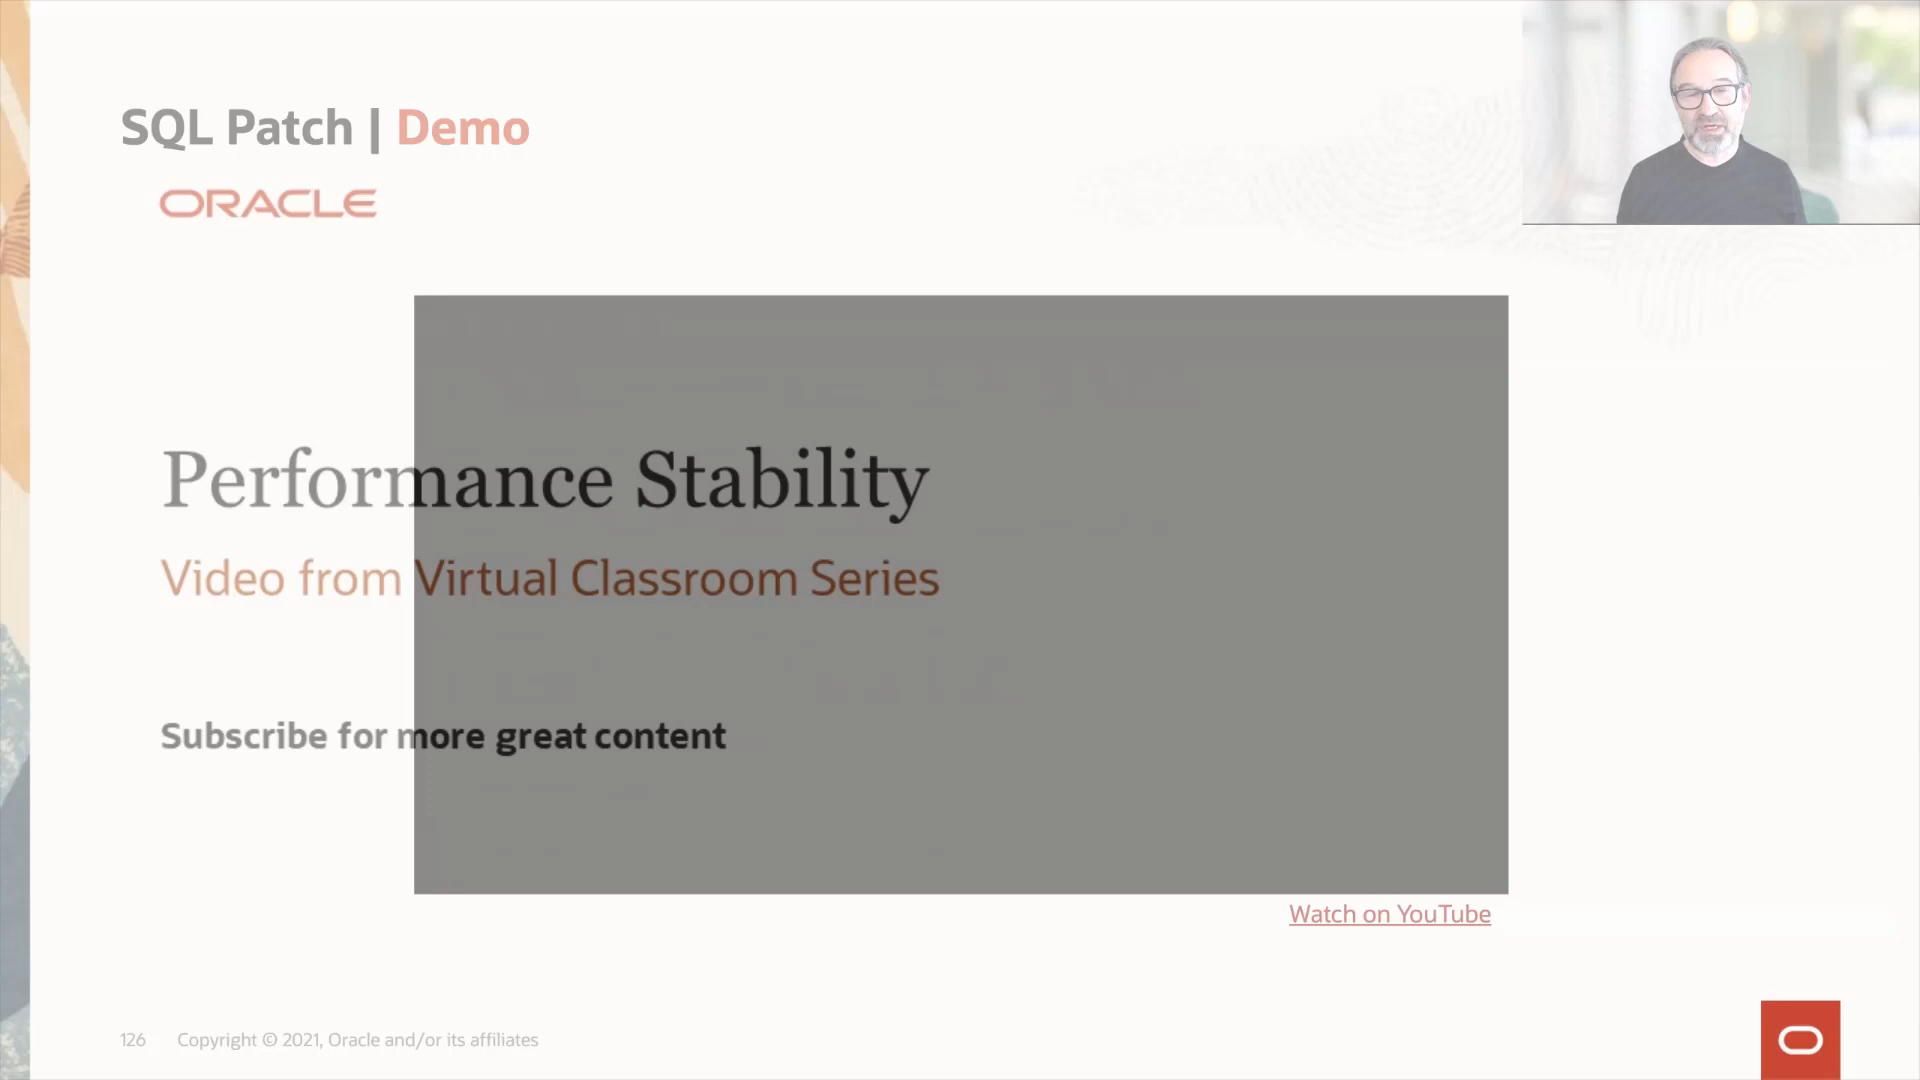 SQL Patch | Demo
ORACLE
Performance Stability
Video from Virtual Classroom Series
Subscribe for more great content
Watch on YouTube
126 Copyright © 2021, Oracle and/or its affiliates